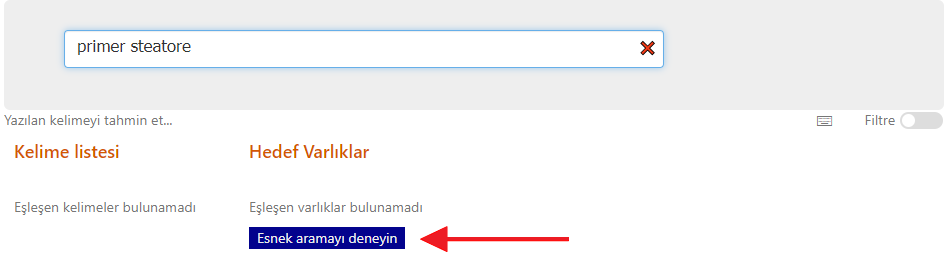 primer steatore
Yazılan kelimeyi tahmin et...
Filtre
Kelime listesi
Hedef Varlıklar
Eşleşen kelimeler bulunamadı
Eşleşen varlıklar bulunamadı
Esnek aramayı deneyin